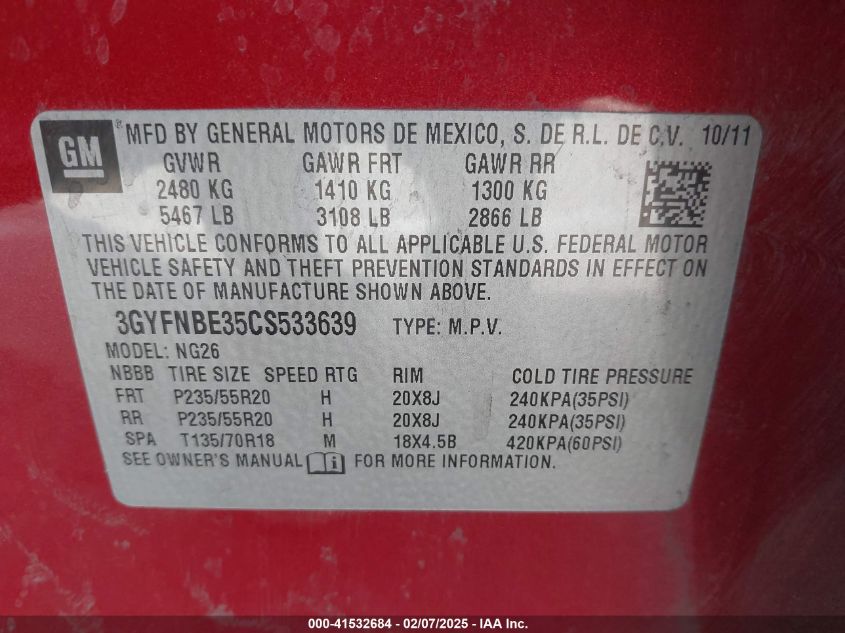 GM ® MFD BY GENERAL MOTORS DE MEXICO, S. DE R.L. DE C.V. 10/11
GVWR GAWR FRT GAWR RR
2480 KG 1410 KG 1300 KG
5467 LB 3108 LB 2866 LB
THIS VEHICLE CONFORMS TO ALL APPLICABLE U.S. FEDERAL MOTOR
VEHICLE SAFETY AND THEFT PREVENTION STANDARDS IN EFFECT ON
THE DATE OF MANUFACTURE SHOWN ABOVE.
3GYFNBE35CS533639 TYPE: M.P.V.
MODEL: NG26
NBBB TIRE SIZE SPEED RTG RIM COLD TIRE PRESSURE
FRT P235/55R20 H 20X8J 240KPA(35PSI)
RR P235/55R20 H 20X8J 240KPA(35PSI)
SPA T135/70R18 M 18X4.5B 420KPA(60PSI)
SEE OWNER'S MANUAL FOR MORE INFORMATION.
000-41532684 - 02/07/2025 - IAA Inc.